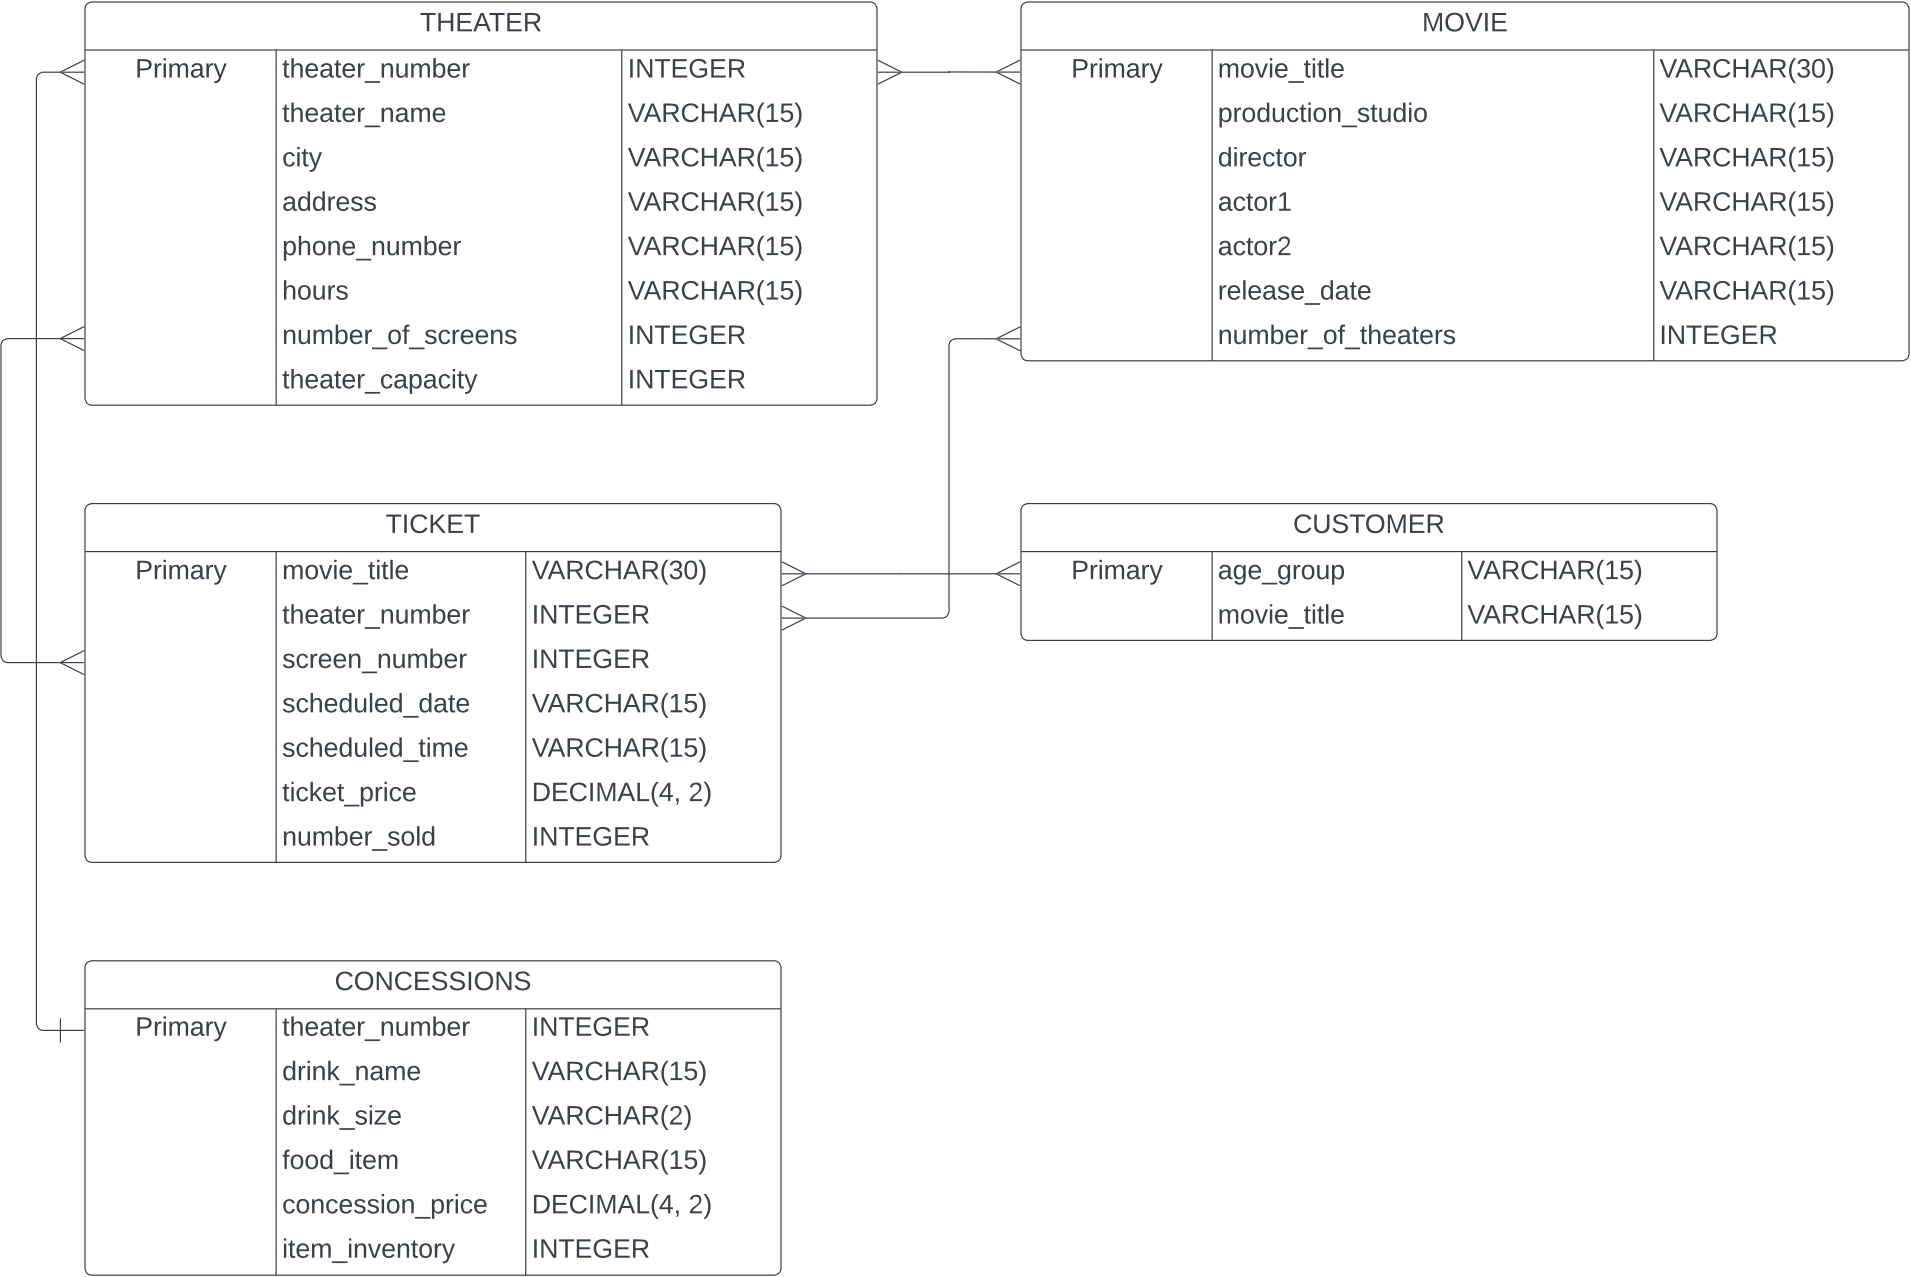 THEATER
Primary theater_number INTEGER
theater_name VARCHAR(15)
city VARCHAR(15)
address VARCHAR(15)
phone_number VARCHAR(15)
hours VARCHAR(15)
number_of_screens INTEGER
theater_capacity INTEGER
MOVIE
Primary movie_title VARCHAR(30)
production_studio VARCHAR(15)
director VARCHAR(15)
actor1 VARCHAR(15)
actor2 VARCHAR(15)
release_date VARCHAR(15)
number_of_theaters INTEGER
TICKET
Primary movie_title VARCHAR(30)
theater_number INTEGER
screen_number INTEGER
scheduled_date VARCHAR(15)
scheduled_time VARCHAR(15)
ticket_price DECIMAL(4, 2)
number_sold INTEGER
CUSTOMER
Primary age_group VARCHAR(15)
movie_title VARCHAR(15)
CONCESSIONS
Primary theater_number INTEGER
drink_name VARCHAR(15)
drink_size VARCHAR(2)
food_item VARCHAR(15)
concession_price DECIMAL(4, 2)
item_inventory INTEGER